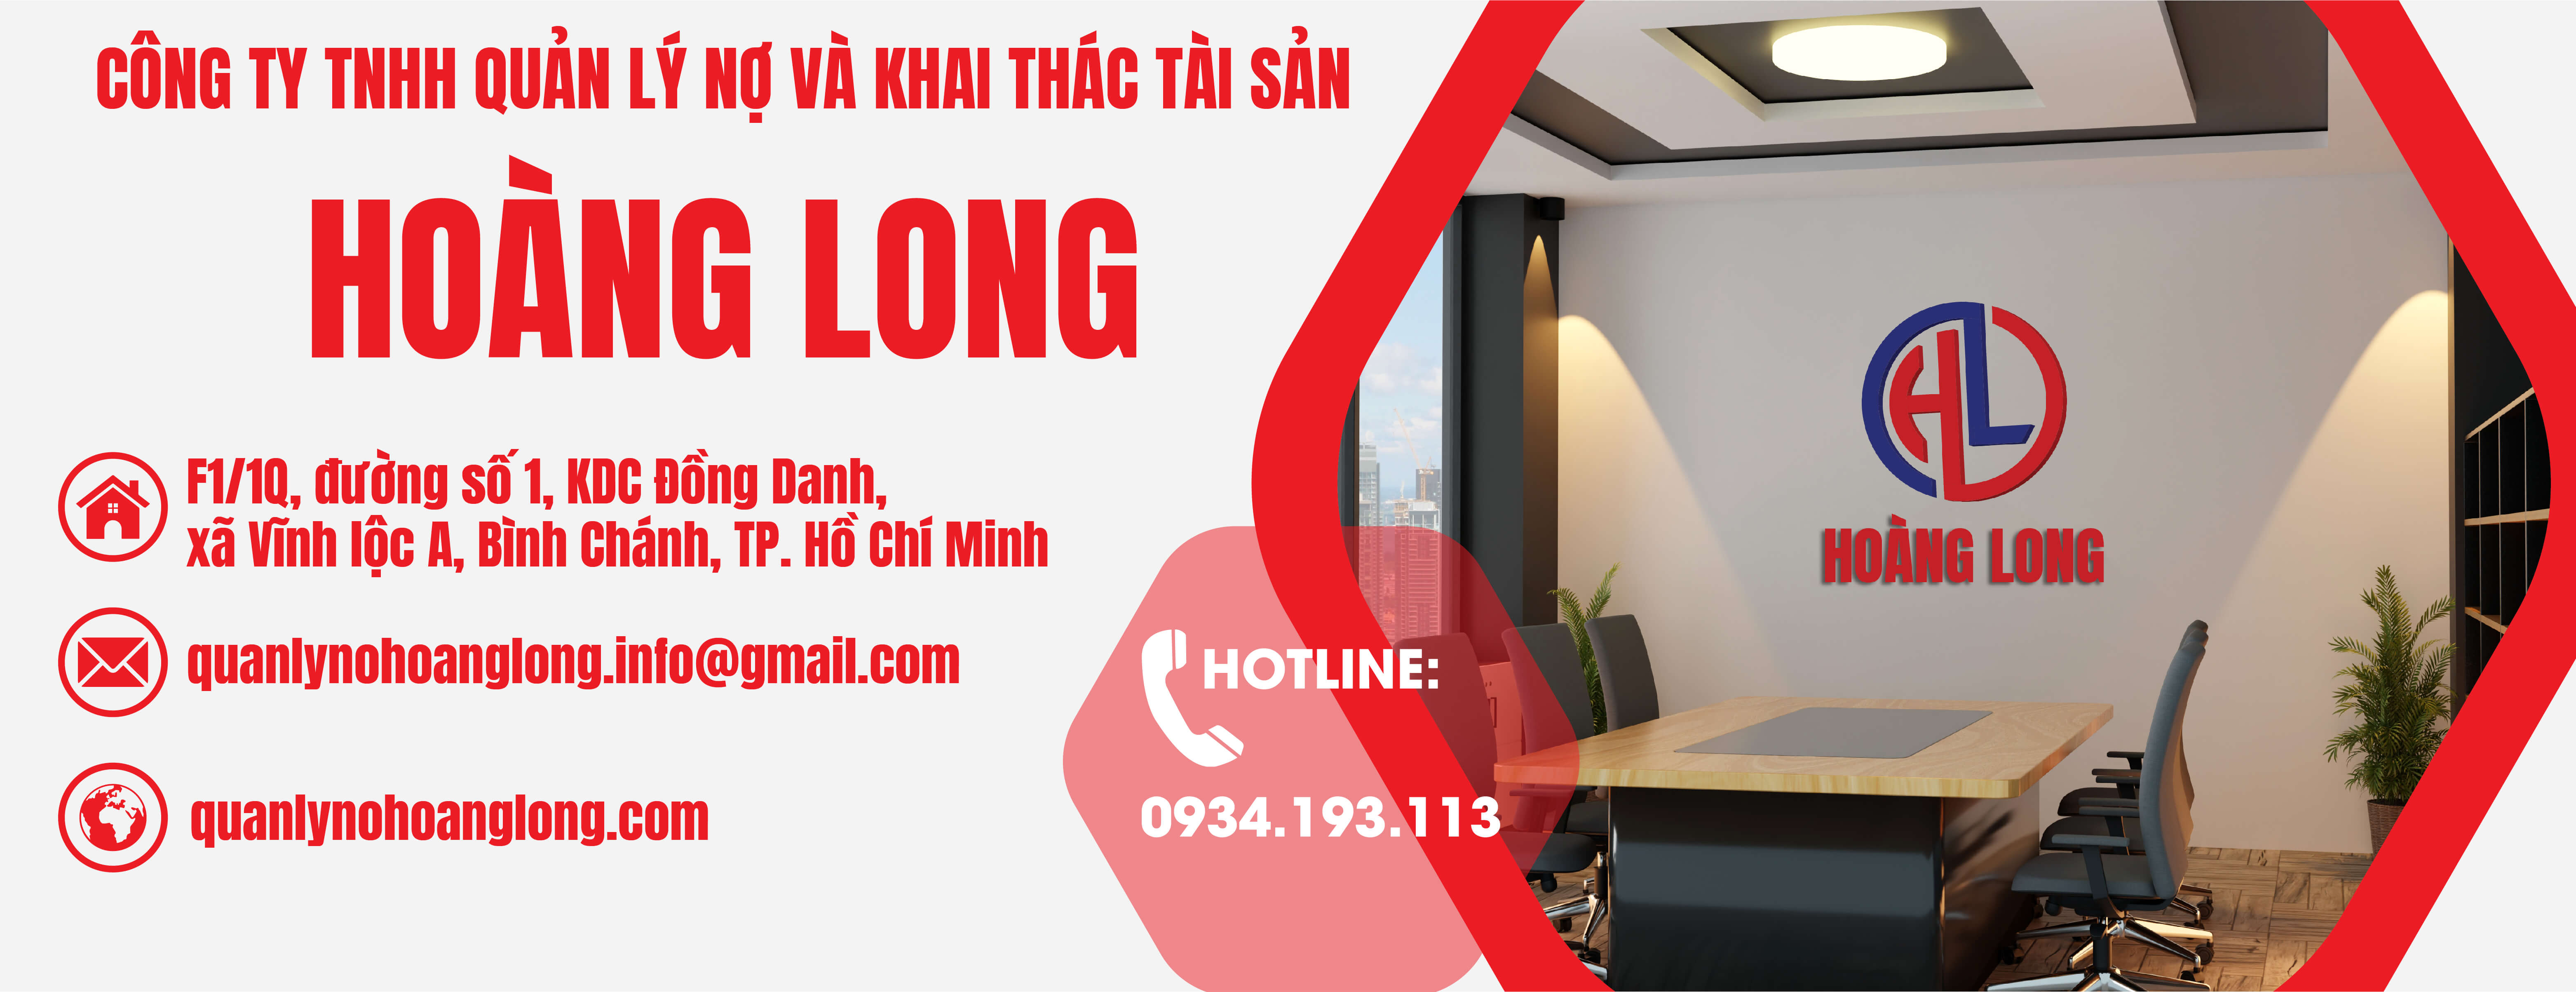 CÔNG TY TNHH QUẢN LÝ NỢ VÀ KHAI THÁC TÀI SẢN
HOÀNG LONG
F1/1Q, đường số 1, KDC Đồng Danh,
xã Vĩnh lộc A, Bình Chánh, TP. Hồ Chí Minh
quanlynohoanglong.info@gmail.com
quanlynohoanglong.com
HOTLINE:
0934.193.113
HL
HOÀNG LONG